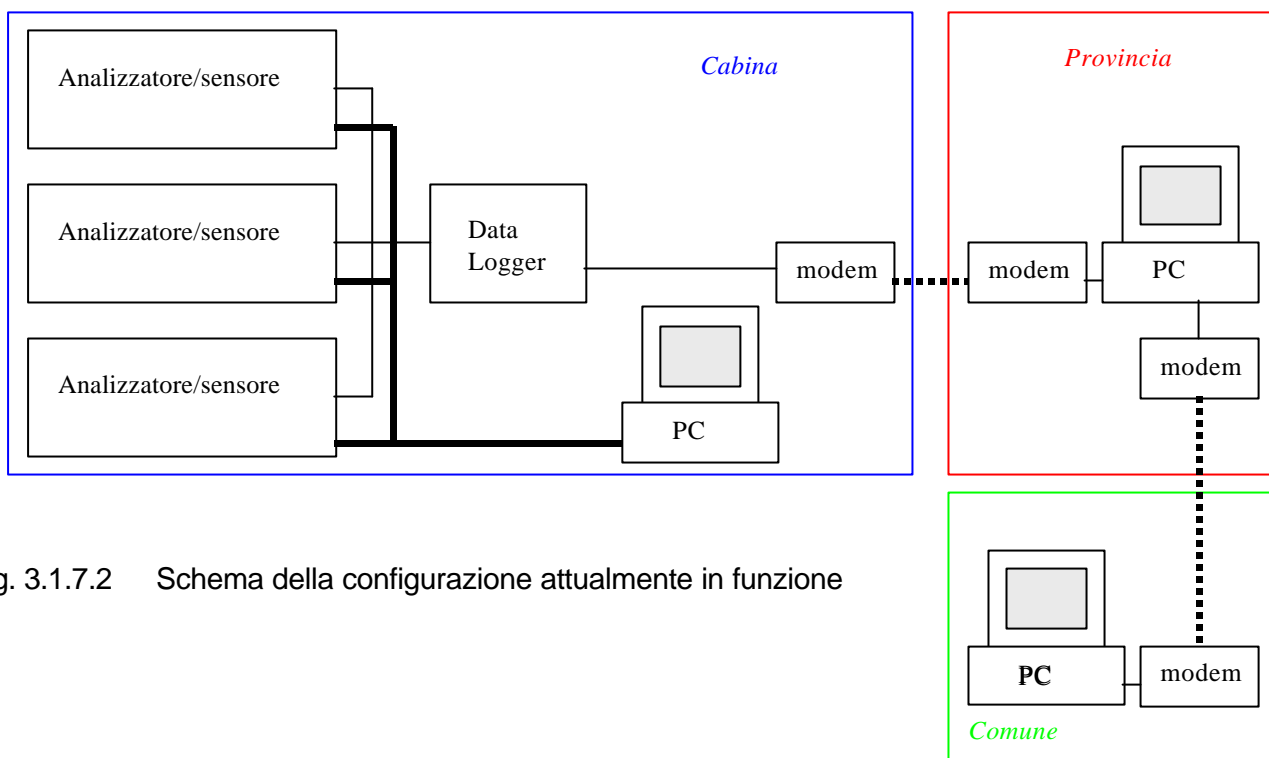 Cabina
Analizzatore/sensore
Analizzatore/sensore
Analizzatore/sensore
Data
Logger
modem
PC
Provincia
modem
PC
modem
g. 3.1.7.2 Schema della configurazione attualmente in funzione
PC
modem
Comune